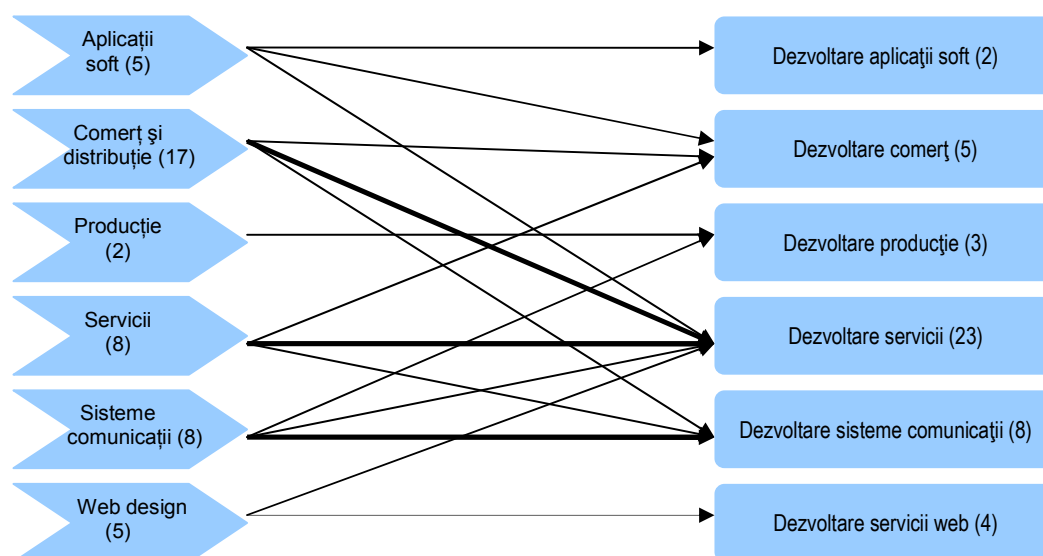 Aplicații
soft (5)
Dezvoltare aplicaţii soft (2)
Comerț şi
distribuție (17)
Dezvoltare comerţ (5)
Producție
(2)
Dezvoltare producţie (3)
Servicii
(8)
Dezvoltare servicii (23)
Sisteme
comunicații (8)
Dezvoltare sisteme comunicaţii (8)
Web design
(5)
Dezvoltare servicii web (4)